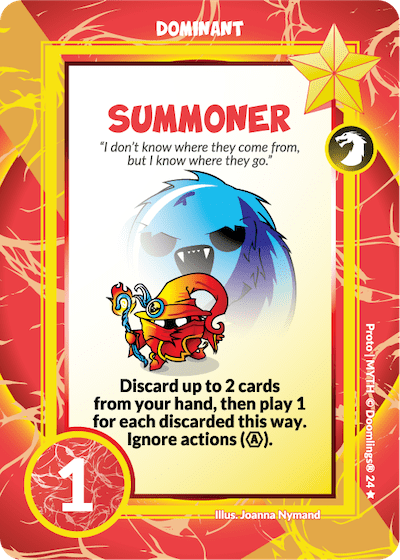 DOMINANT
SUMMONER
“I don’t know where they come from,
but I know where they go.”
Discard up to 2 cards
from your hand, then play 1
for each discarded this way.
Ignore actions (Ⓐ).
1
Illus. Joanna Nymand
Proto | MYTH © Doomlings® 24 ★